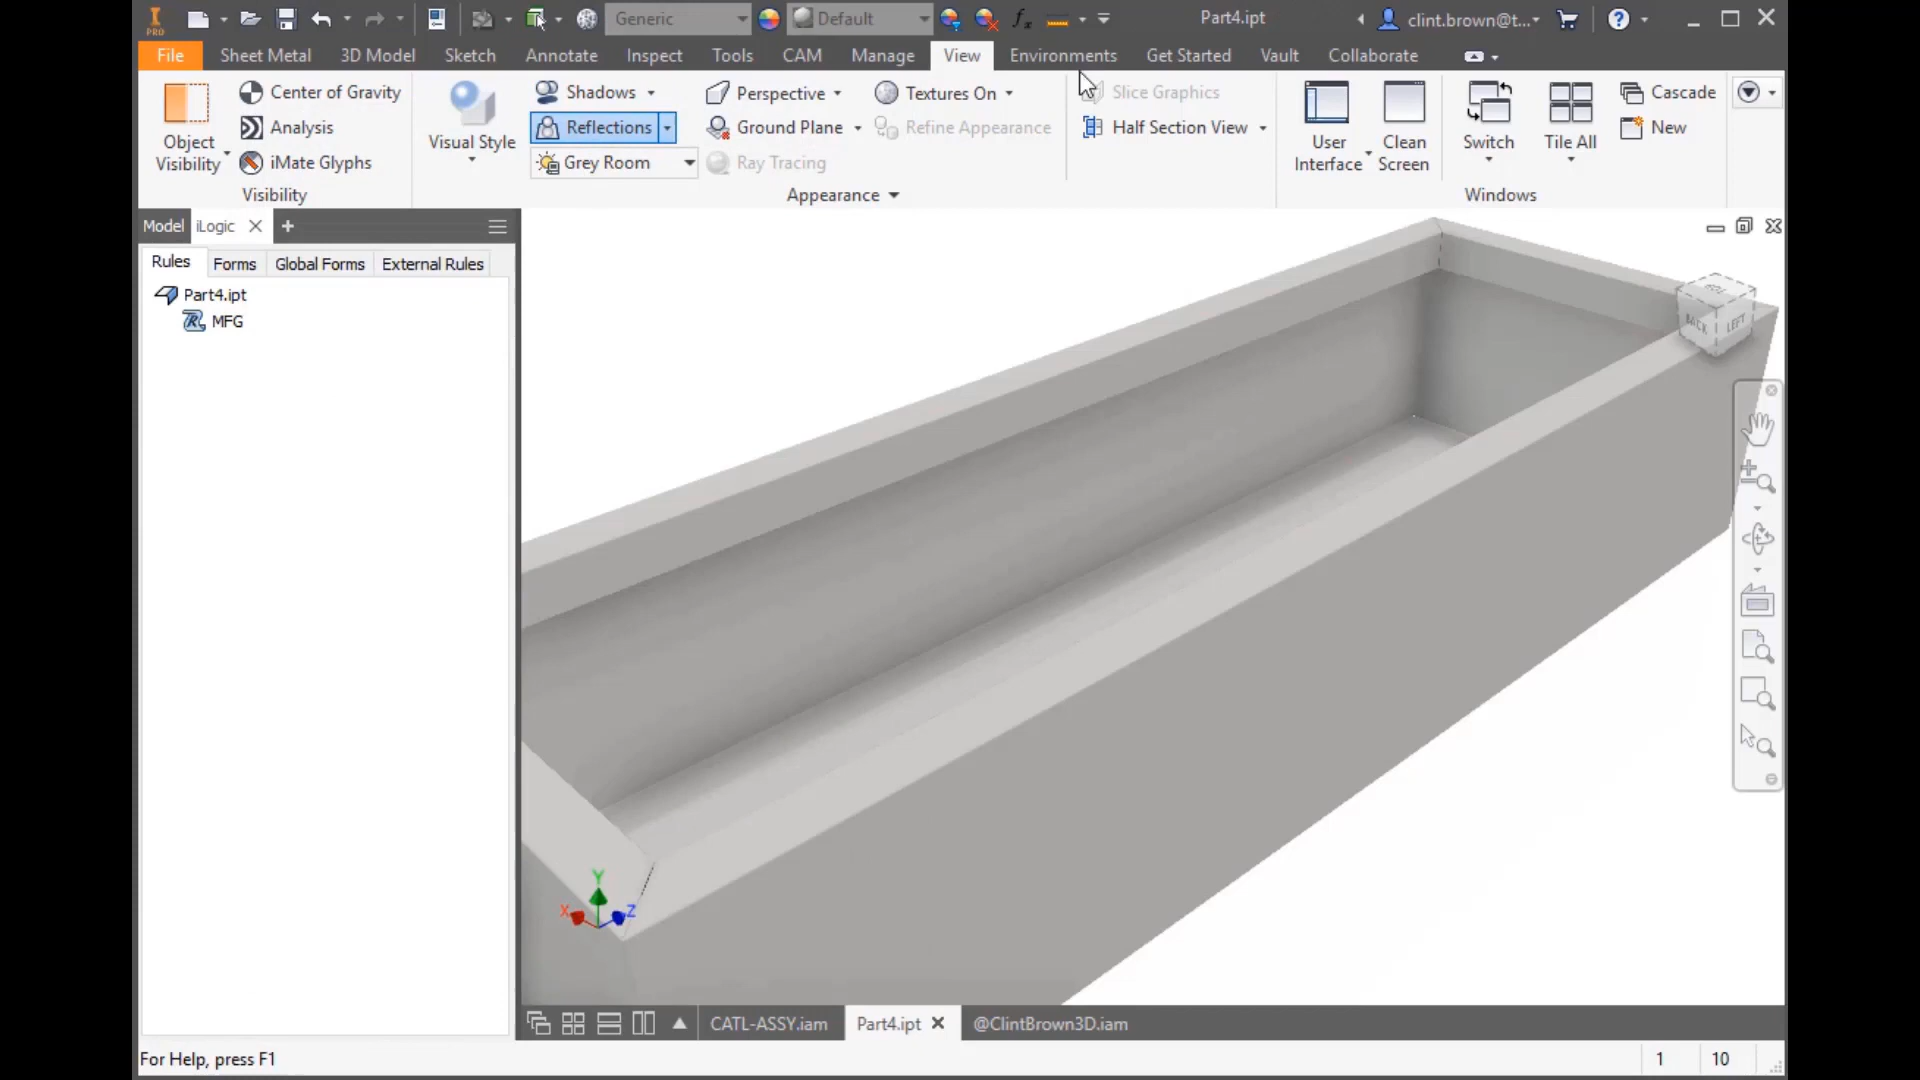 PRO Generic Default Part4.ipt clint.brown@t...
File Sheet Metal 3D Model Sketch Annotate Inspect Tools CAM Manage View Environments Get Started Vault Collaborate
Object Visibility
Center of Gravity
Analysis
iMate Glyphs
Visibility
Visual Style
Shadows
Reflections
Grey Room
Perspective
Ground Plane
Ray Tracing
Textures On
Refine Appearance
Appearance
Slice Graphics
Half Section View
User Interface
Clean Screen
Switch
Tile All
Cascade
New
Windows
Model iLogic
Rules Forms Global Forms External Rules
Part4.ipt
MFG
BACK LEFT
Y
X Z
CATL-ASSY.iam Part4.ipt @ClintBrown3D.iam
For Help, press F1 1 10